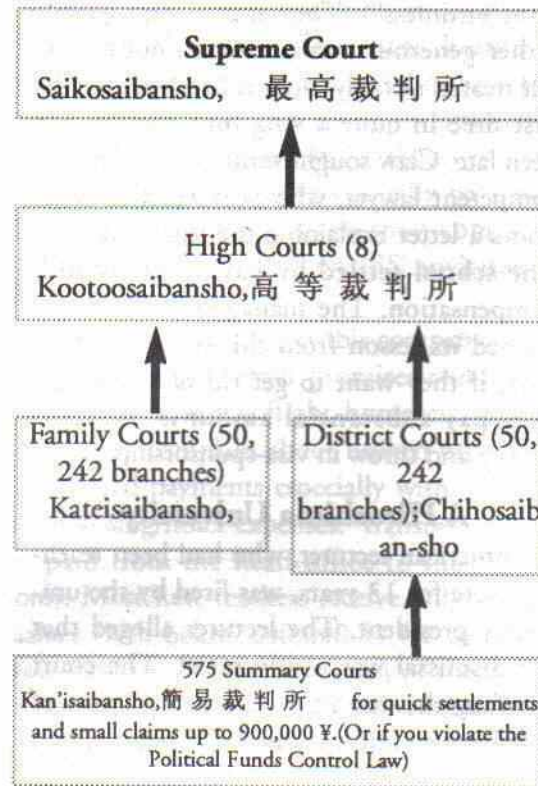 Supreme Court
Saikosaibansho, 最高裁判所
High Courts (8)
Kootoosaibansho,高等裁判所
Family Courts (50,
242 branches)
Kateisaibansho,
District Courts (50,
242
branches);Chihosaib
an-sho
575 Summary Courts
Kan'isaibansho,簡易裁判所 for quick settlements
and small claims up to 900,000 ¥.(Or if you violate the
Political Funds Control Law)